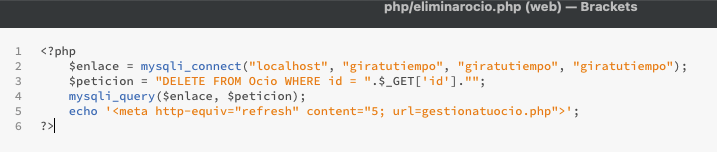 php/eliminarocio.php (web) — Brackets
1 <?php
2 $enlace = mysqli_connect("localhost", "giratutiempo", "giratutiempo", "giratutiempo");
3 $peticion = "DELETE FROM Ocio WHERE id = ".$_GET['id']."";
4 mysqli_query($enlace, $peticion);
5 echo '<meta http-equiv="refresh" content="5; url=gestionatuocio.php">';
6 ?>